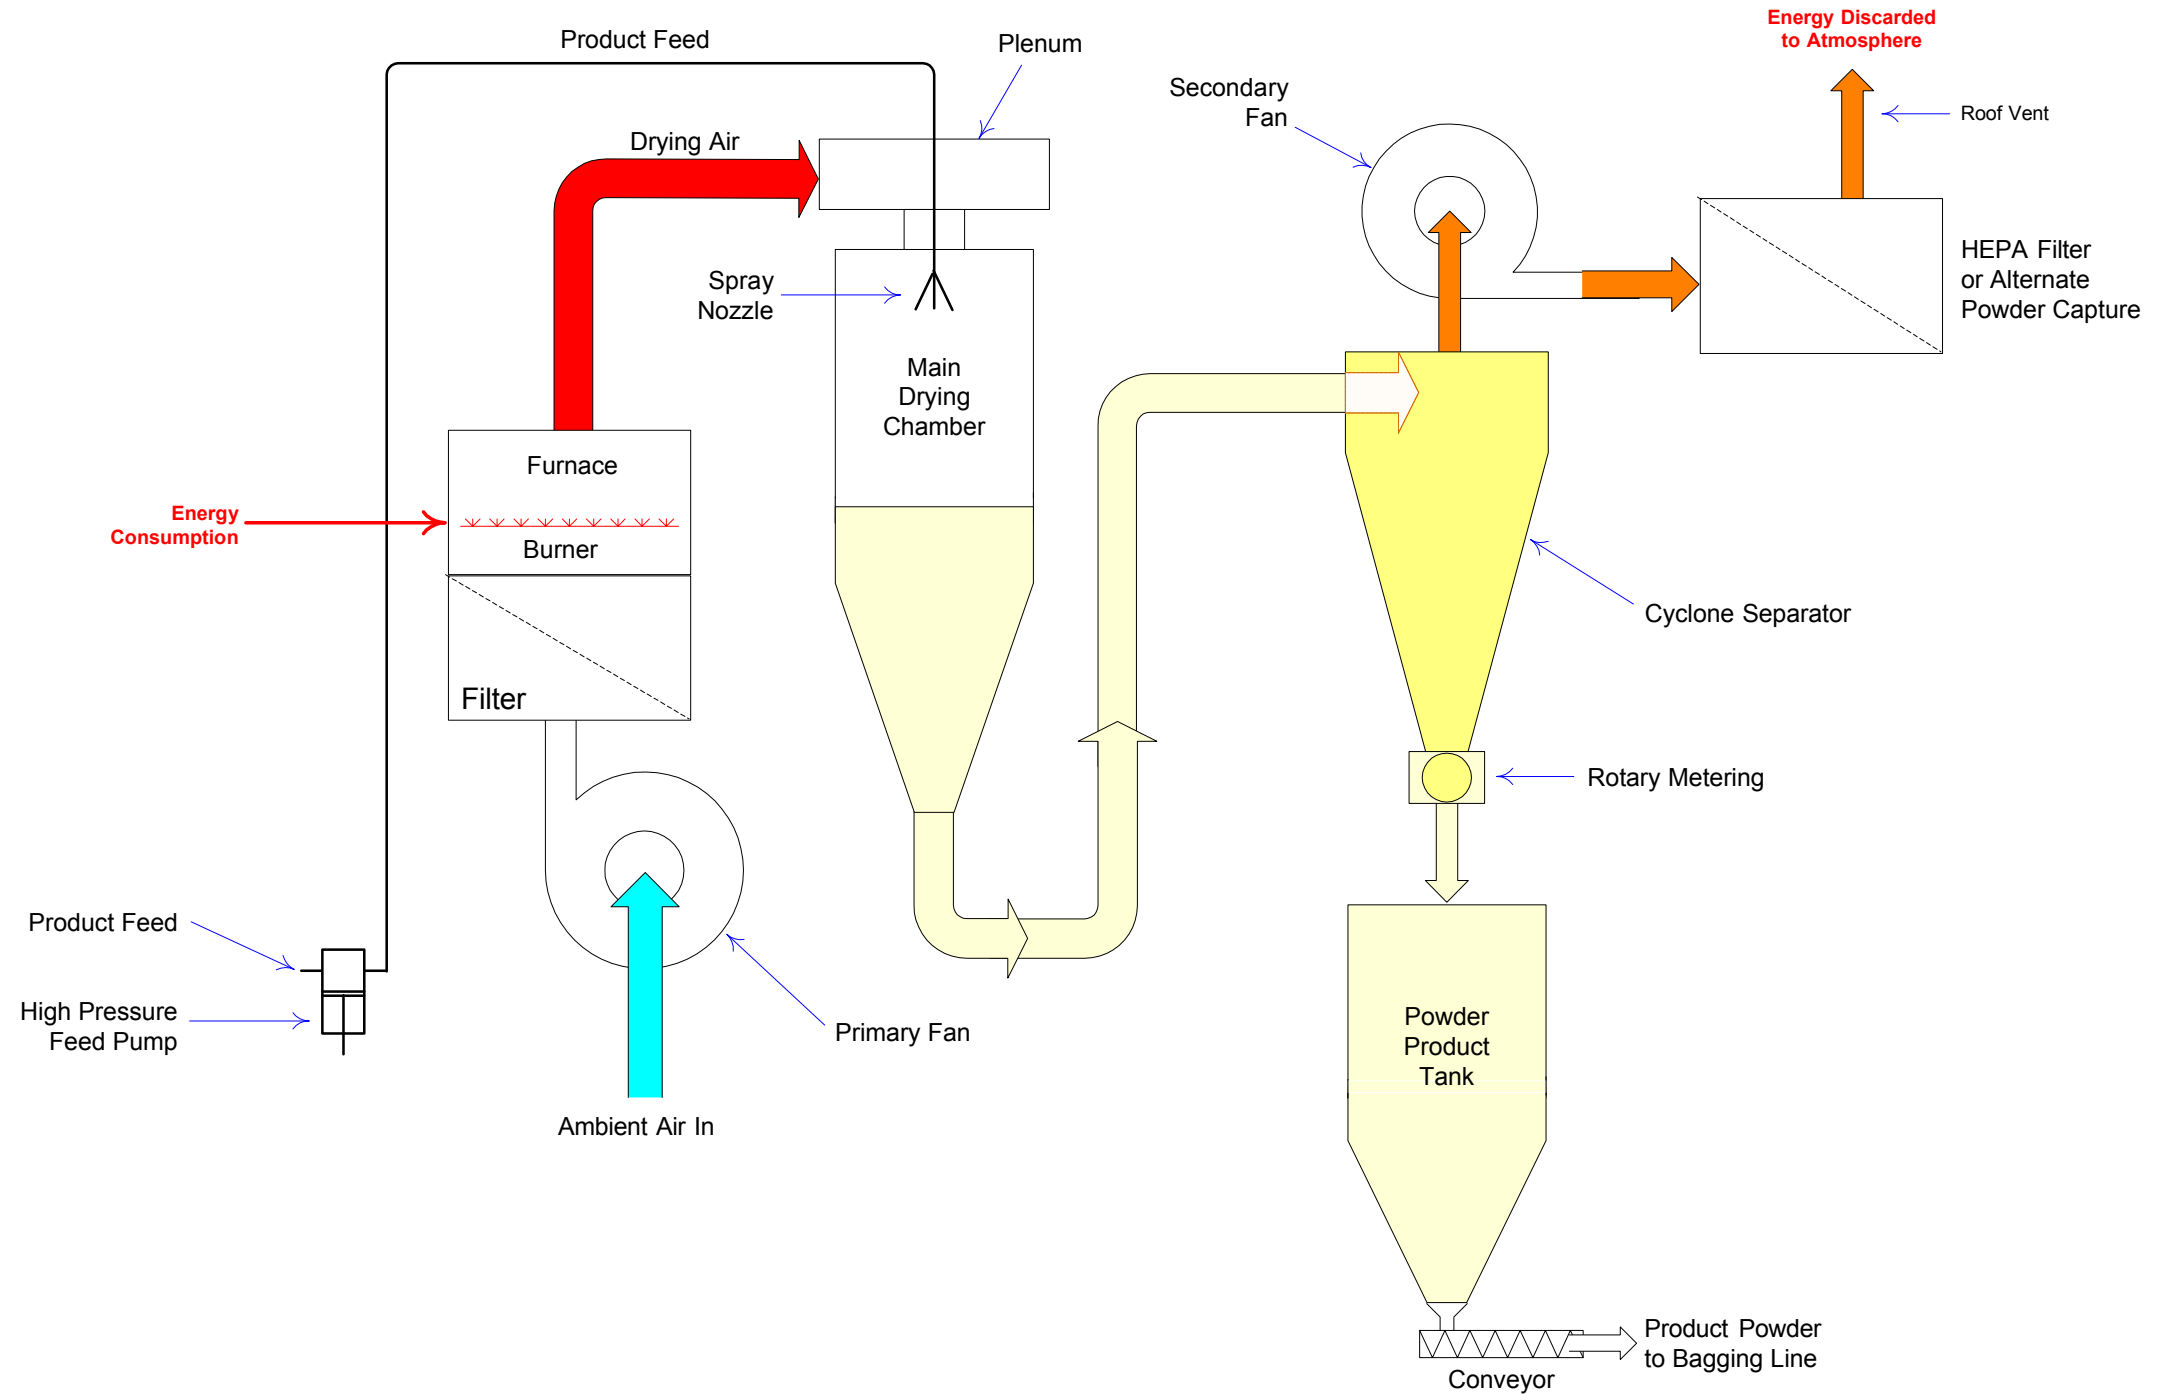 Energy Discarded
to Atmosphere
Product Feed
Plenum
Secondary
Fan
Roof Vent
Drying Air
HEPA Filter
or Alternate
Powder Capture
Spray
Nozzle
Main
Drying
Chamber
Furnace
Energy
Consumption
Burner
Cyclone Separator
Filter
Rotary Metering
Product Feed
High Pressure
Feed Pump
Primary Fan
Powder
Product
Tank
Ambient Air In
Product Powder
to Bagging Line
Conveyor